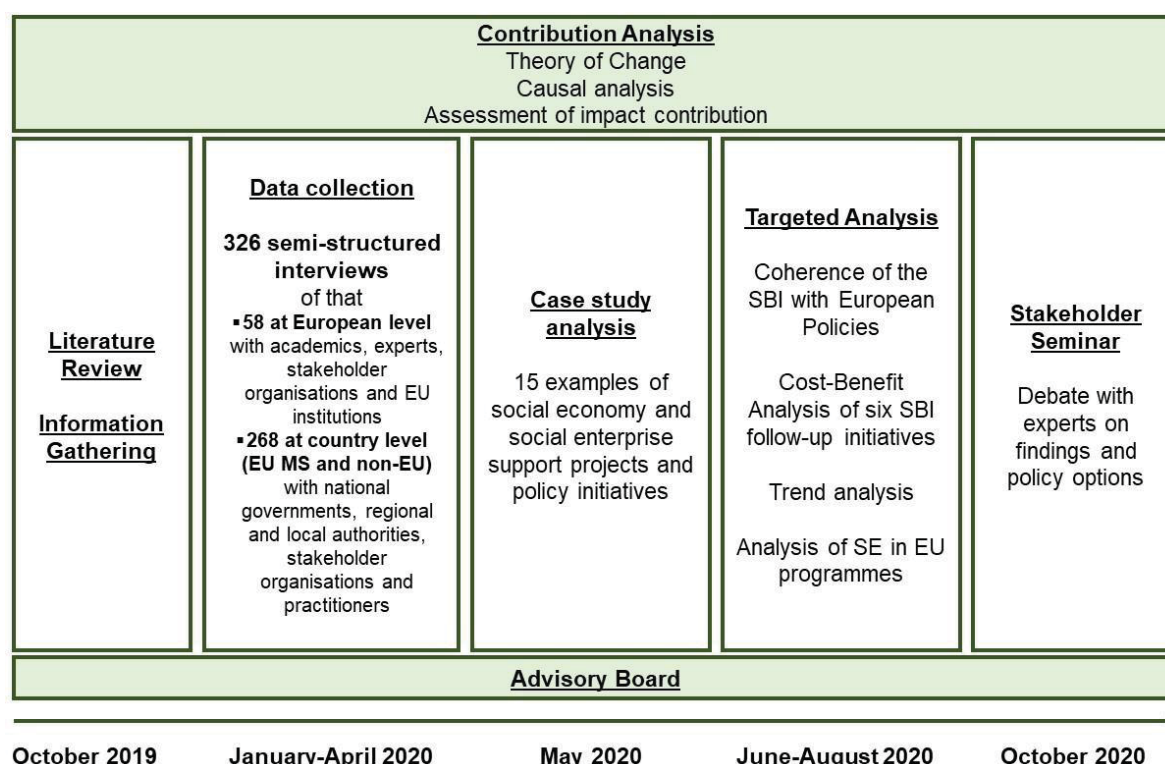 Contribution Analysis
Theory of Change
Causal analysis
Assessment of impact contribution
Literature
Review
Information
Gathering
Data collection
326 semi-structured
interviews
of that
▪58 at European level
with academics, experts,
stakeholder
organisations and EU
institutions
▪268 at country level
(EU MS and non-EU)
with national
governments, regional
and local authorities,
stakeholder
organisations and
practitioners
Case study
analysis
15 examples of
social economy and
social enterprise
support projects and
policy initiatives
Targeted Analysis
Coherence of the
SBI with European
Policies
Cost-Benefit
Analysis of six SBI
follow-up initiatives
Trend analysis
Analysis of SE in EU
programmes
Stakeholder
Seminar
Debate with
experts on
findings and
policy options
Advisory Board
October 2019
January-April 2020
May 2020
June-August 2020
October 2020